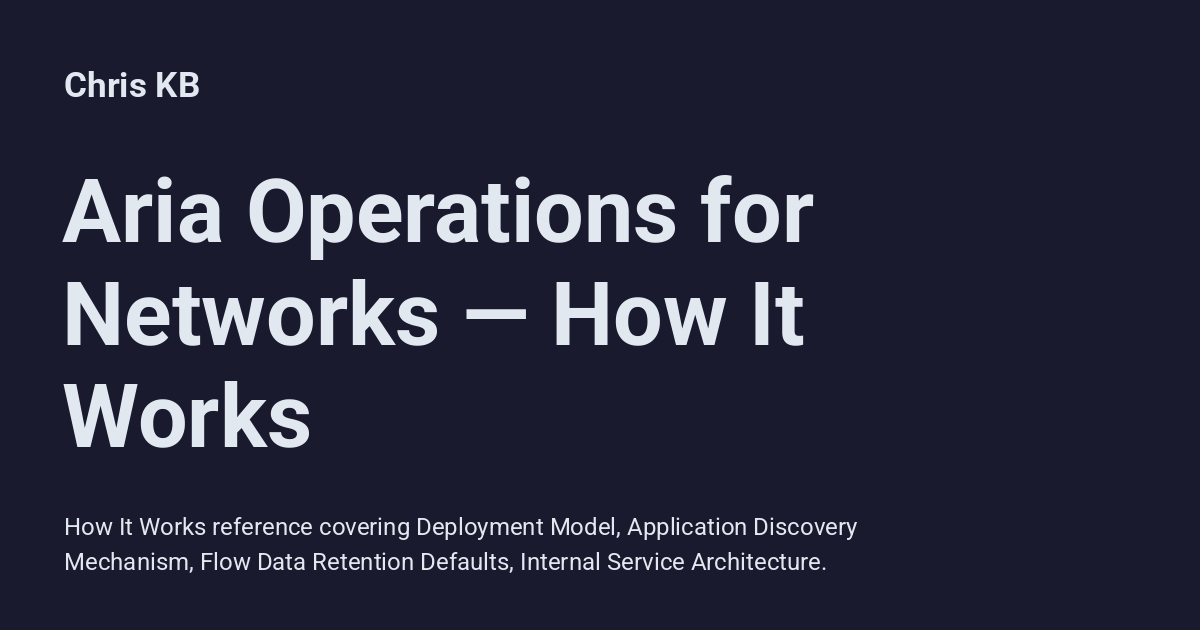 Chris KB
Aria Operations for
Networks — How It
Works
How It Works reference covering Deployment Model, Application Discovery
Mechanism, Flow Data Retention Defaults, Internal Service Architecture.